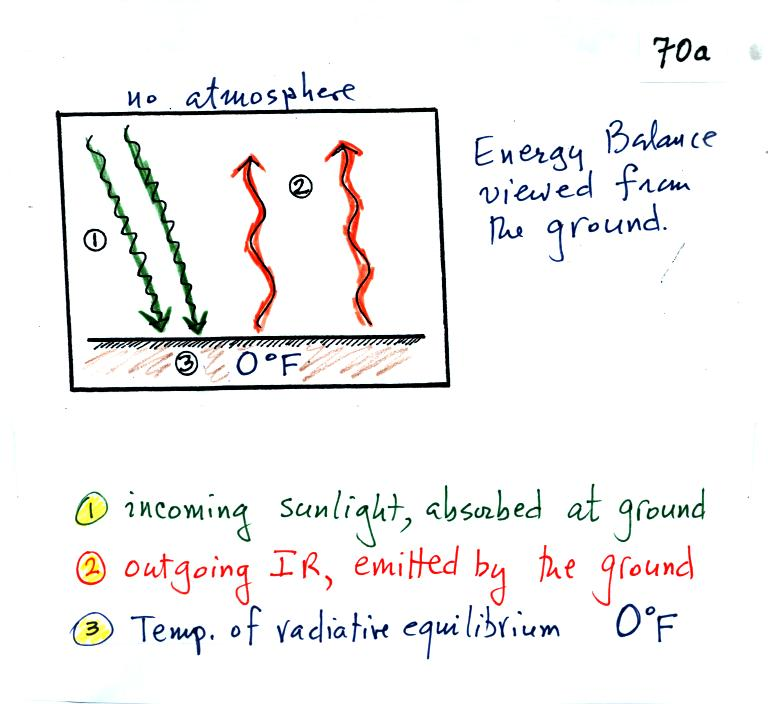 70a
no atmosphere
Energy Balance
viewed from
the ground.
①
②
③ 0°F
① incoming sunlight, absorbed at ground
② outgoing IR, emitted by the ground
③ Temp. of radiative equilibrium 0°F